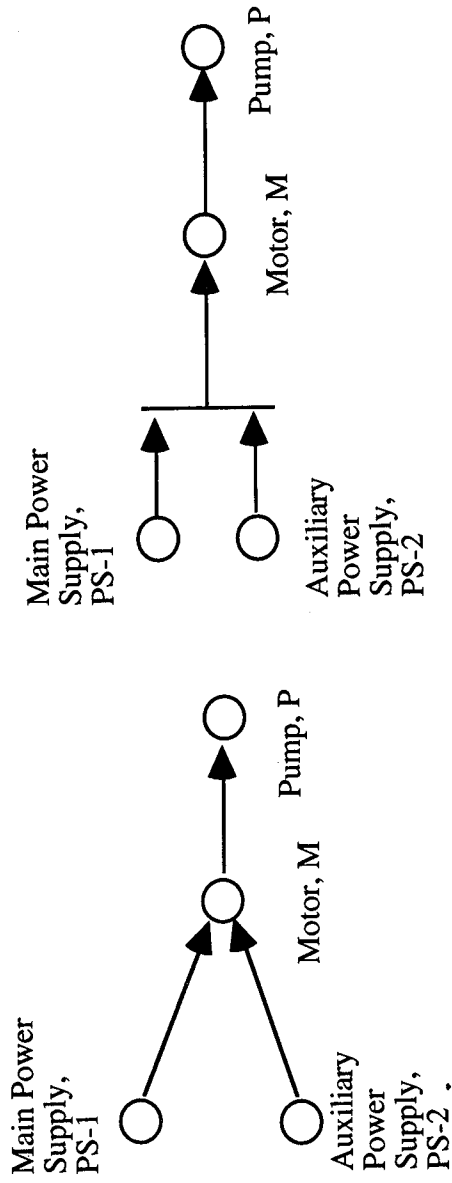 Main Power
Supply,
PS-1
Motor, M
Pump, P
Auxiliary
Power
Supply,
PS-2
Main Power
Supply,
PS-1
Motor, M
Pump, P
Auxiliary
Power
Supply,
PS-2